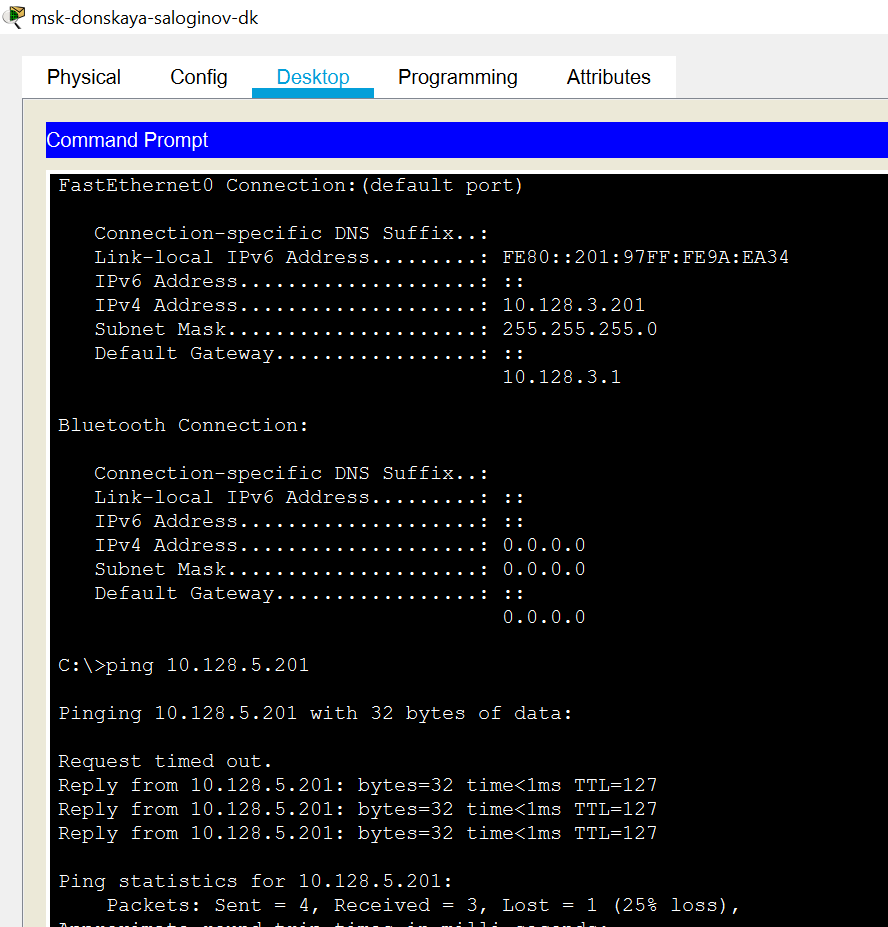 msk-donskaya-saloginov-dk
Physical Config Desktop Programming Attributes
Command Prompt
FastEthernet0 Connection:(default port)
Connection-specific DNS Suffix..:
Link-local IPv6 Address.........: FE80::201:97FF:FE9A:EA34
IPv6 Address....................: ::
IPv4 Address....................: 10.128.3.201
Subnet Mask.....................: 255.255.255.0
Default Gateway.................: ::
10.128.3.1
Bluetooth Connection:
Connection-specific DNS Suffix..:
Link-local IPv6 Address.........: ::
IPv6 Address....................: ::
IPv4 Address....................: 0.0.0.0
Subnet Mask.....................: 0.0.0.0
Default Gateway.................: ::
0.0.0.0
C:\>ping 10.128.5.201
Pinging 10.128.5.201 with 32 bytes of data:
Request timed out.
Reply from 10.128.5.201: bytes=32 time<1ms TTL=127
Reply from 10.128.5.201: bytes=32 time<1ms TTL=127
Reply from 10.128.5.201: bytes=32 time<1ms TTL=127
Ping statistics for 10.128.5.201:
Packets: Sent = 4, Received = 3, Lost = 1 (25% loss),
Approximate round trip times in milli-seconds: